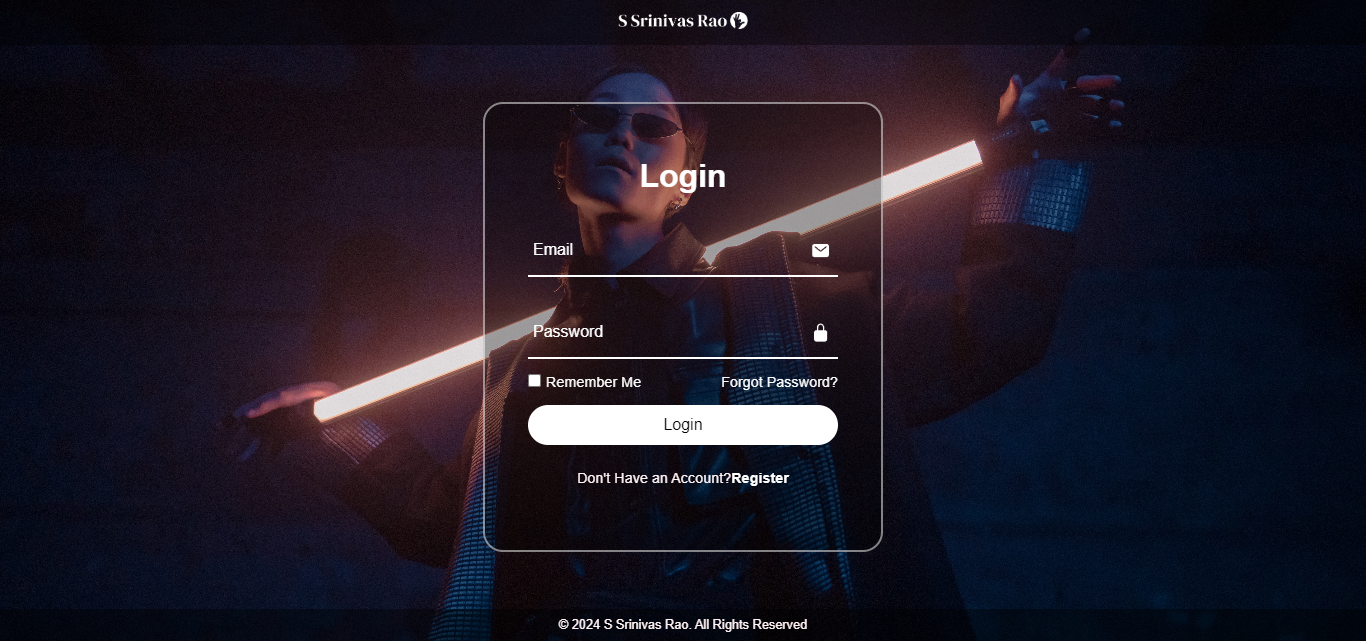 S Srinivas Rao
Login
Email
Password
Remember Me
Forgot Password?
Login
Don't Have an Account?Register
© 2024 S Srinivas Rao. All Rights Reserved